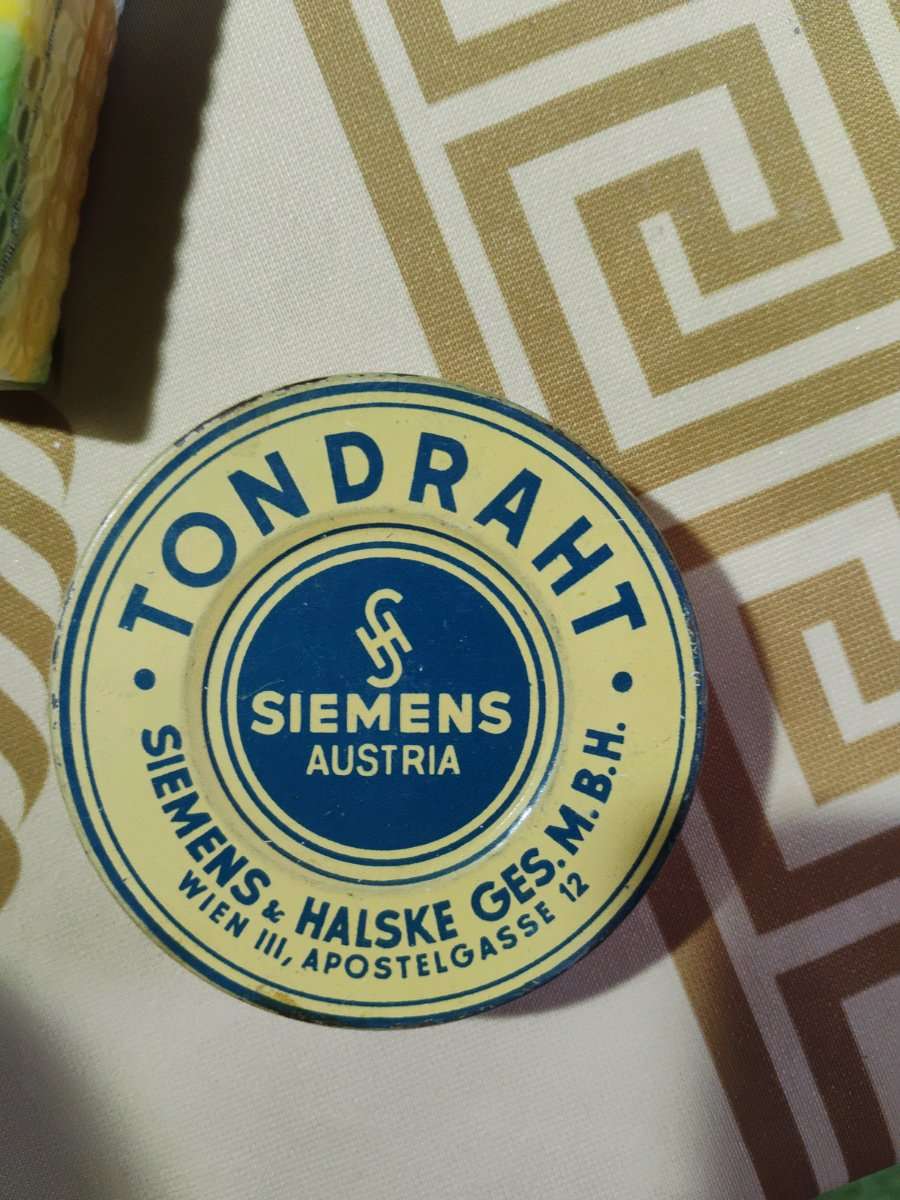 TONDRAHT
SIEMENS
AUSTRIA
SIEMENS & HALSKE GES. M. B. H.
WIEN III, APOSTELGASSE 12